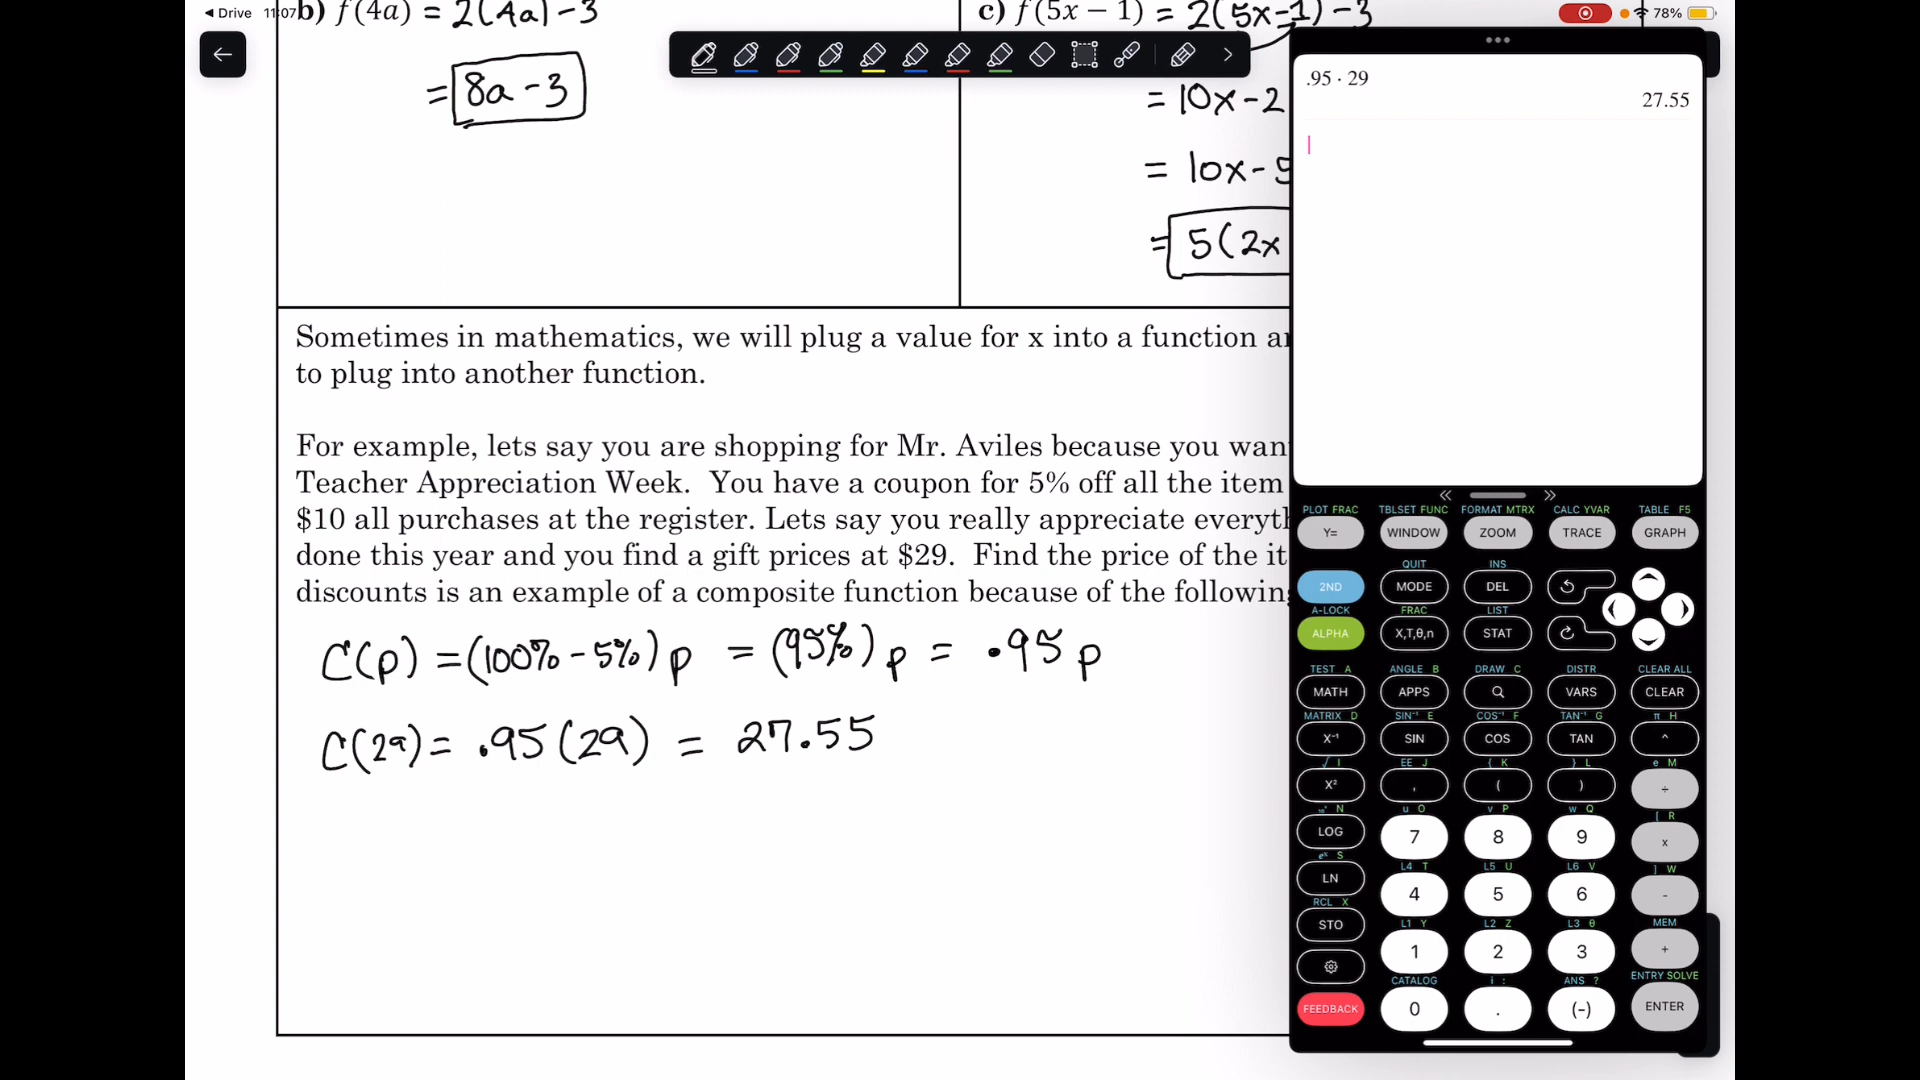 Drive 11:07
78%
b) f(4a) = 2(4a) -3
= 8a -3
c) f(5x − 1) = 2(5x-1) -3
= 10x-2
= 10x-5
= 5(2x
Sometimes in mathematics, we will plug a value for x into a function
to plug into another function.
For example, lets say you are shopping for Mr. Aviles because you
Teacher Appreciation Week. You have a coupon for 5% off all the item
$10 all purchases at the register. Lets say you really appreciate
done this year and you find a gift prices at $29. Find the price of the
discounts is an example of a composite function because of the following
C(p) = (100% - 5%) p = (95%) p = .95 p
C(29) = .95 (29) = 27.55
.95 · 29
27.55
PLOT FRAC TBLSET FUNC FORMAT MTRX CALC YVAR TABLE F5
Y= WINDOW ZOOM TRACE GRAPH
QUIT INS
2ND MODE DEL
A-LOCK FRAC LIST
ALPHA X,T,θ,n STAT
TEST A ANGLE B DRAW C DISTR CLEAR ALL
MATH APPS VARS CLEAR
MATRIX D SIN⁻¹ E COS⁻¹ F TAN⁻¹ G π H
X⁻¹ SIN COS TAN ^
√ I EE J { K } L e M
X² , ( ) ÷
N u O v P w Q [ R
LOG 7 8 9 x
eˣ S L4 T L5 U L6 V ] W
LN 4 5 6 -
RCL X L1 Y L2 Z L3 θ MEM
STO 1 2 3 +
CATALOG i : ANS ? ENTRY SOLVE
FEEDBACK 0 . (-) ENTER